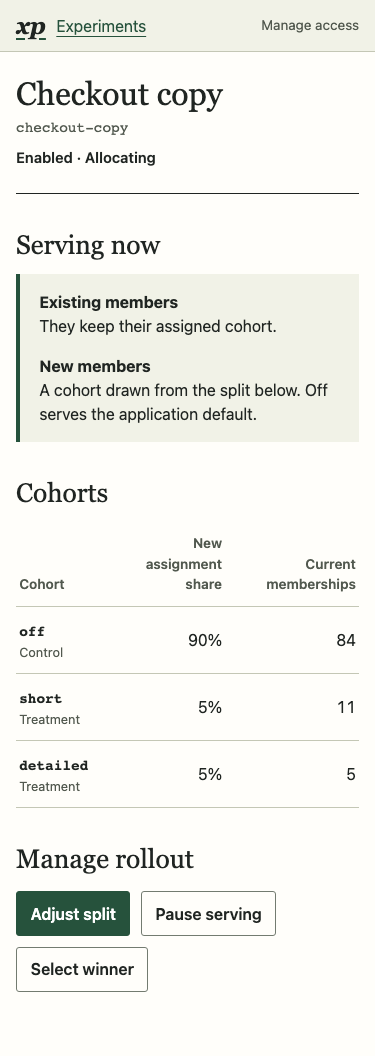 xp Experiments Manage access
Checkout copy
checkout-copy
Enabled · Allocating
Serving now
Existing members
They keep their assigned cohort.
New members
A cohort drawn from the split below. Off
serves the application default.
Cohorts
Cohort New assignment share Current memberships
off 90% 84
Control
short 5% 11
Treatment
detailed 5% 5
Treatment
Manage rollout
Adjust split Pause serving
Select winner